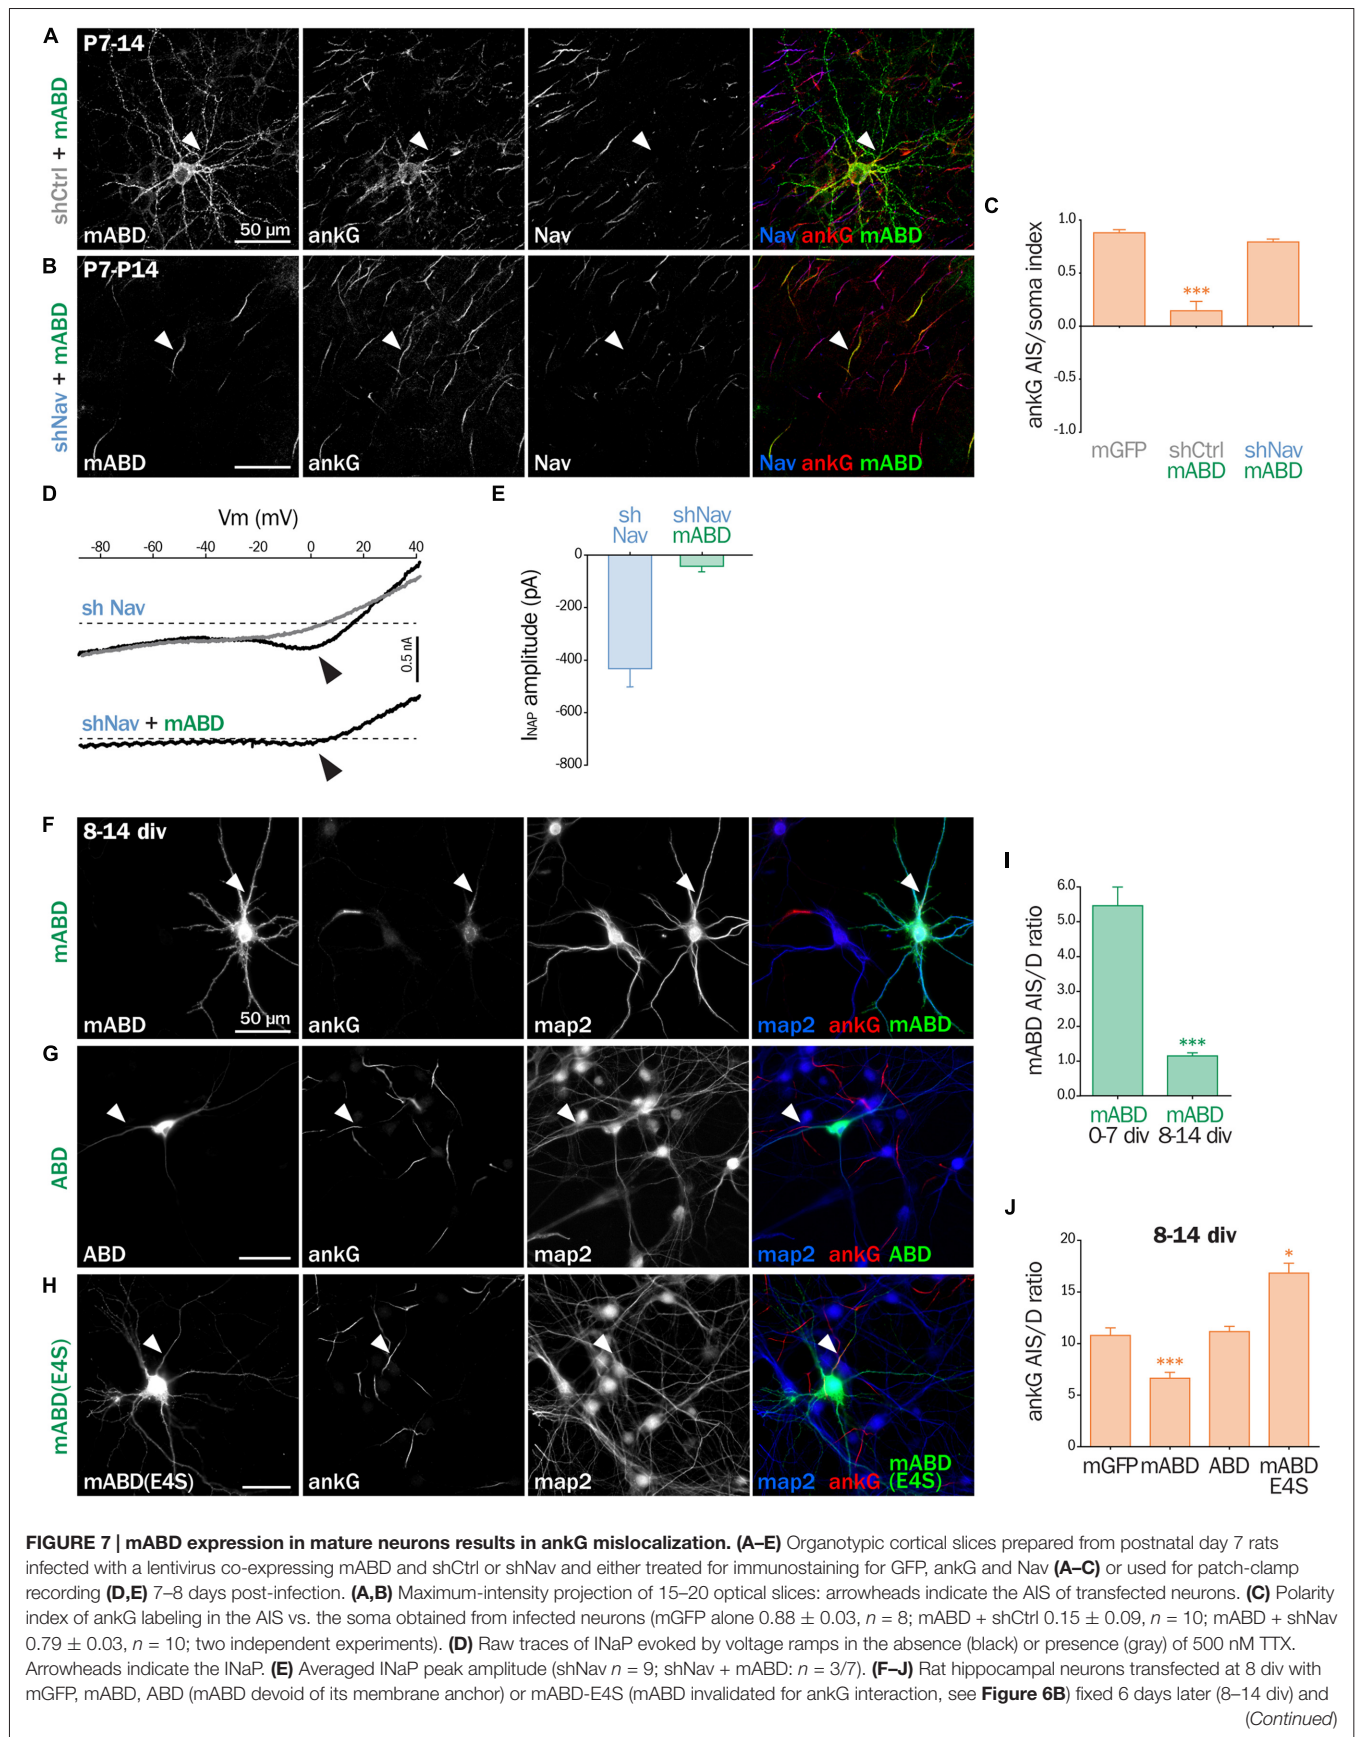 A
P7-14
shCtrl + mABD
mABD
50 µm
ankG
Nav
Nav ankG mABD
B
P7-P14
shNav + mABD
mABD
ankG
Nav
Nav ankG mABD
C
ankG AIS/soma index
1.0
0.5
0.0
-0.5
-1.0
mGFP
shCtrl
mABD
shNav
mABD
***
D
Vm (mV)
-80 -60 -40 -20 0 20 40
sh Nav
0.5 nA
shNav + mABD
E
sh
Nav
shNav
mABD
INAP amplitude (pA)
0
-200
-400
-600
-800
F
8-14 div
mABD
mABD
50 µm
ankG
map2
map2 ankG mABD
G
ABD
ABD
ankG
map2
map2 ankG ABD
H
mABD(E4S)
mABD(E4S)
ankG
map2
map2 ankG mABD
(E4S)
I
mABD AIS/D ratio
6.0
5.0
4.0
3.0
2.0
1.0
0.0
***
mABD
0-7 div
mABD
8-14 div
J
8-14 div
ankG AIS/D ratio
20
15
10
5
0
***
*
mGFP mABD ABD mABD
E4S
FIGURE 7 | mABD expression in mature neurons results in ankG mislocalization. (A–E) Organotypic cortical slices prepared from postnatal day 7 rats
infected with a lentivirus co-expressing mABD and shCtrl or shNav and either treated for immunostaining for GFP, ankG and Nav (A–C) or used for patch-clamp
recording (D,E) 7–8 days post-infection. (A,B) Maximum-intensity projection of 15–20 optical slices: arrowheads indicate the AIS of transfected neurons. (C) Polarity
index of ankG labeling in the AIS vs. the soma obtained from infected neurons (mGFP alone 0.88 ± 0.03, n = 8; mABD + shCtrl 0.15 ± 0.09, n = 10; mABD + shNav
0.79 ± 0.03, n = 10; two independent experiments). (D) Raw traces of INaP evoked by voltage ramps in the absence (black) or presence (gray) of 500 nM TTX.
Arrowheads indicate the INaP. (E) Averaged INaP peak amplitude (shNav n = 9; shNav + mABD: n = 3/7). (F–J) Rat hippocampal neurons transfected at 8 div with
mGFP, mABD, ABD (mABD devoid of its membrane anchor) or mABD-E4S (mABD invalidated for ankG interaction, see Figure 6B) fixed 6 days later (8–14 div) and
(Continued)